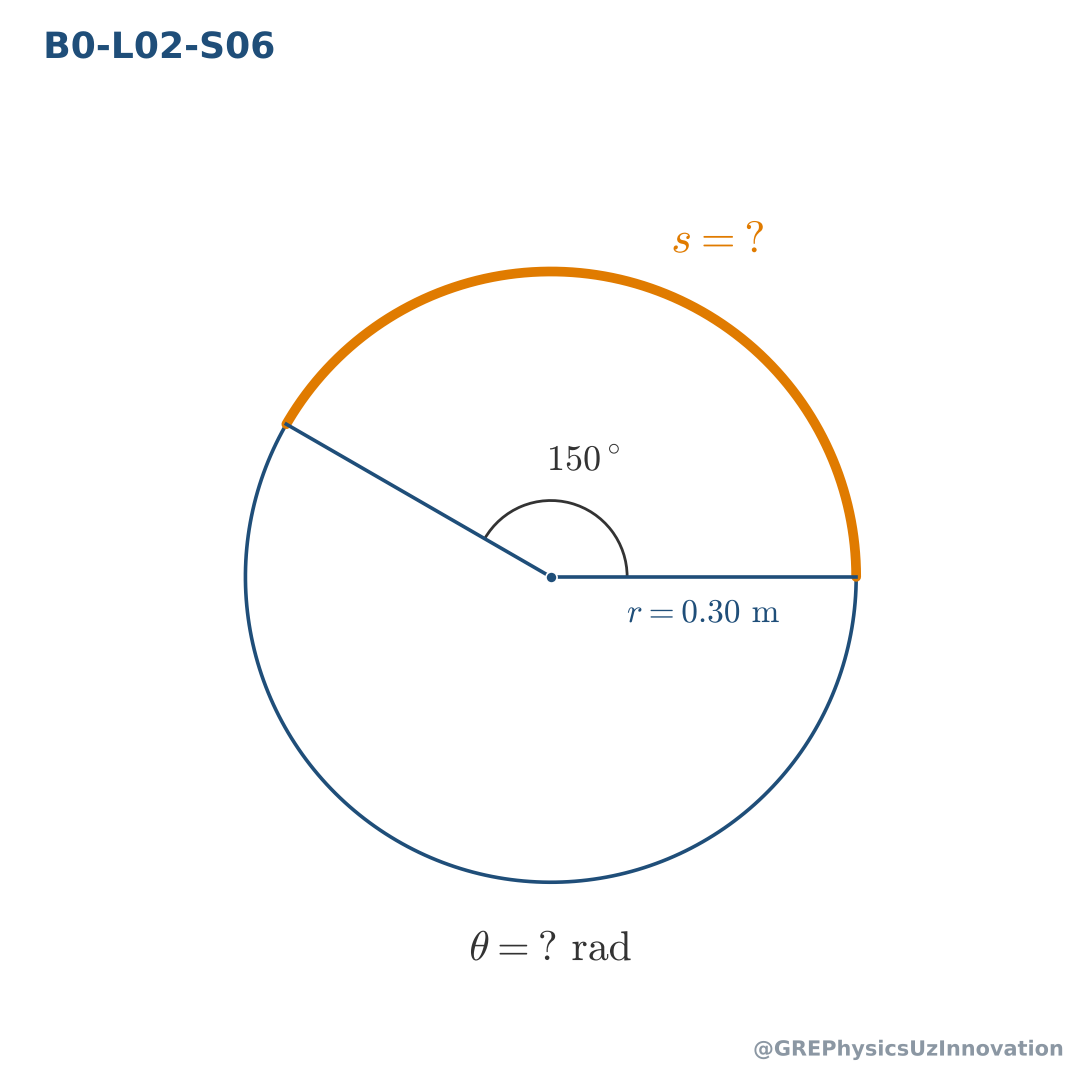 B0-L02-S06
s = ?
150°
r = 0.30 m
θ = ? rad
@GREPhysicsUzInnovation